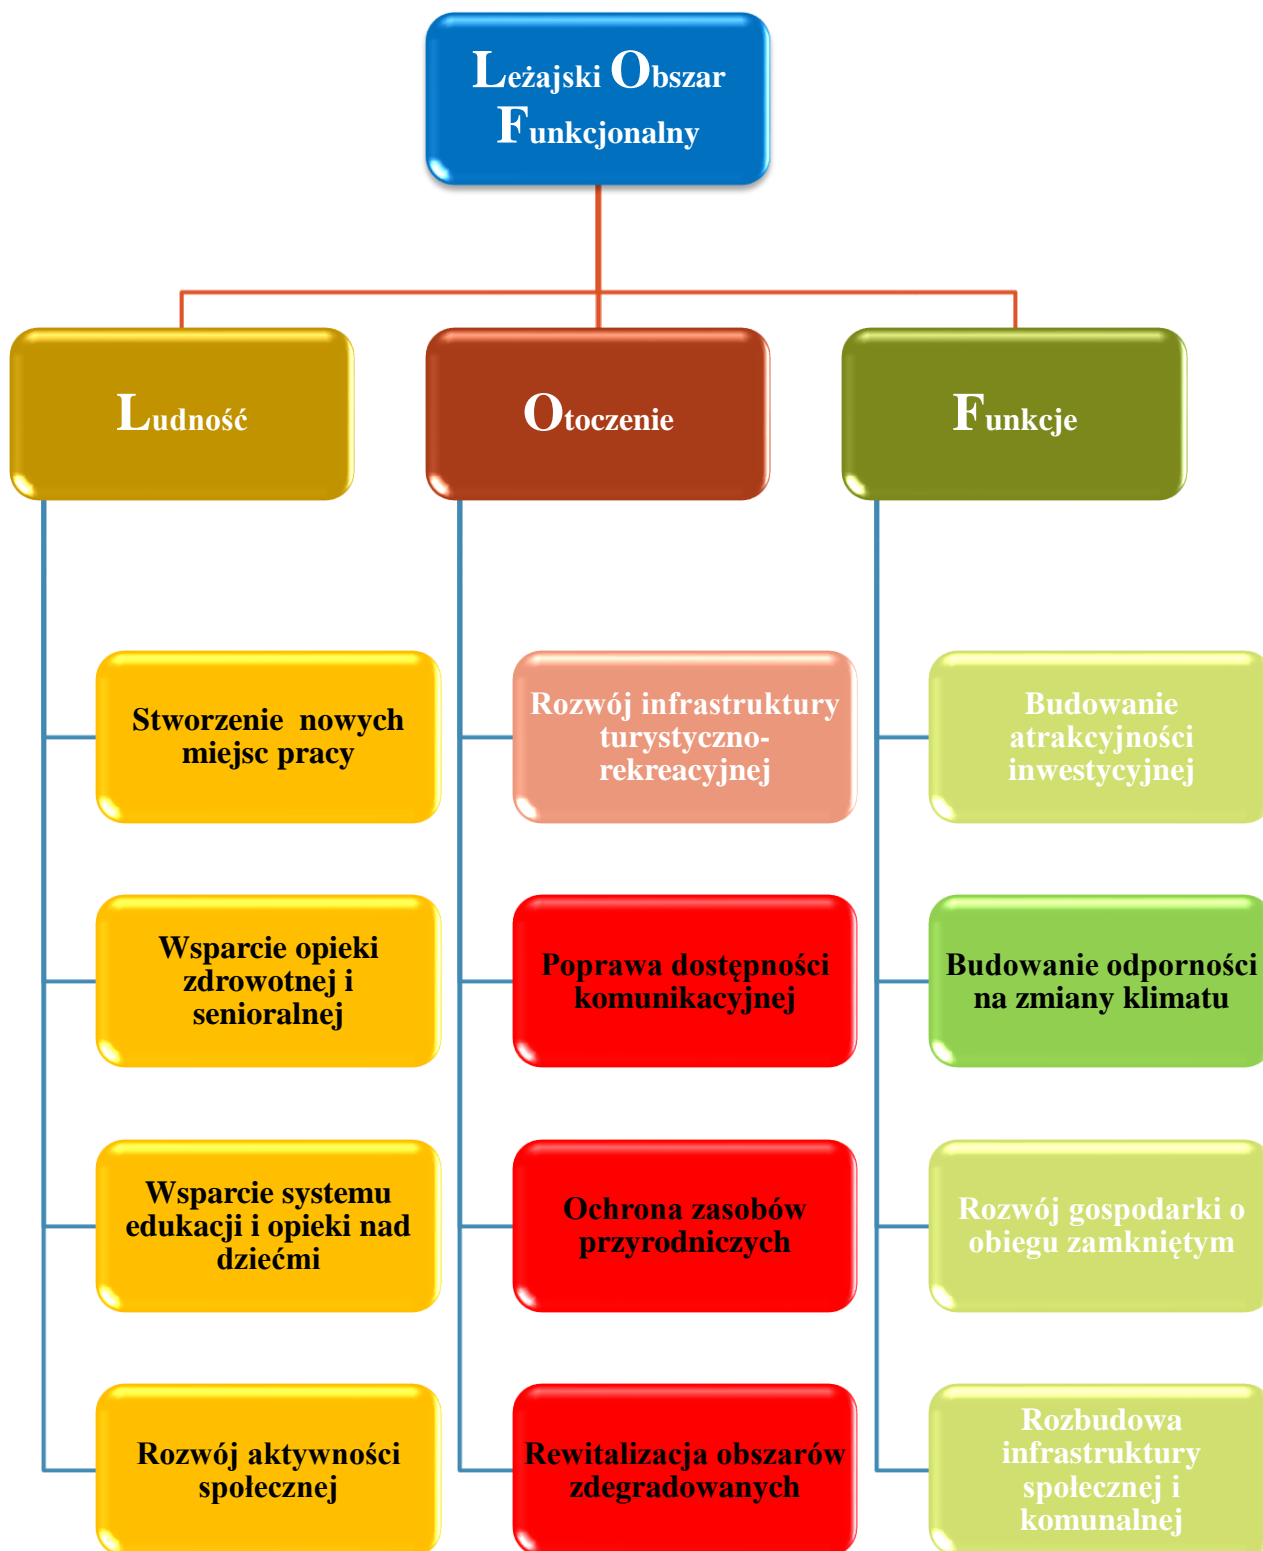 Leżajski Obszar
Funkcjonalny
Ludność
Stworzenie nowych
miejsc pracy
Wsparcie opieki
zdrowotnej i
senioralnej
Wsparcie systemu
edukacji i opieki nad
dziećmi
Rozwój aktywności
społecznej
Otoczenie
Rozwój infrastruktury
turystyczno-
rekreacyjnej
Poprawa dostępności
komunikacyjnej
Ochrona zasobów
przyrodniczych
Rewitalizacja obszarów
zdegradowanych
Funkcje
Budowanie
atrakcyjności
inwestycyjnej
Budowanie odporności
na zmiany klimatu
Rozwój gospodarki o
obiegu zamkniętym
Rozbudowa
infrastruktury
społecznej i
komunalnej